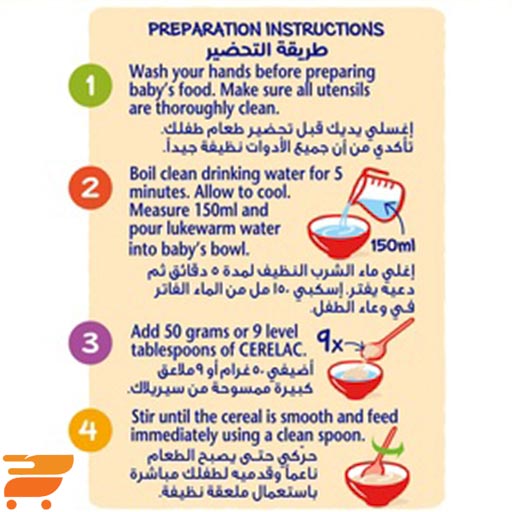 PREPARATION INSTRUCTIONS
طريقة التحضير
1
Wash your hands before preparing
baby's food. Make sure all utensils
are thoroughly clean.
إغسلي يديك قبل تحضير طعام طفلك.
تأكدي من أن جميع الأدوات نظيفة جيداً.
2
Boil clean drinking water for 5
minutes. Allow to cool.
Measure 150ml and
pour lukewarm water
into baby's bowl.
150ml
إغلي ماء الشرب النظيف لمدة ٥ دقائق ثم
دعيه يفتر. إسكبي ١٥٠ مل من الماء الفاتر
في وعاء الطفل.
3
Add 50 grams or 9 level
tablespoons of CERELAC.
9x
أضيفي ٥٠ غرام أو ٩ ملاعق
كبيرة ممسوحة من سيريلاك.
4
Stir until the cereal is smooth and feed
immediately using a clean spoon.
حرّكي حتى يصبح الطعام
ناعماً وقدميه لطفلك مباشرة
باستعمال ملعقة نظيفة.